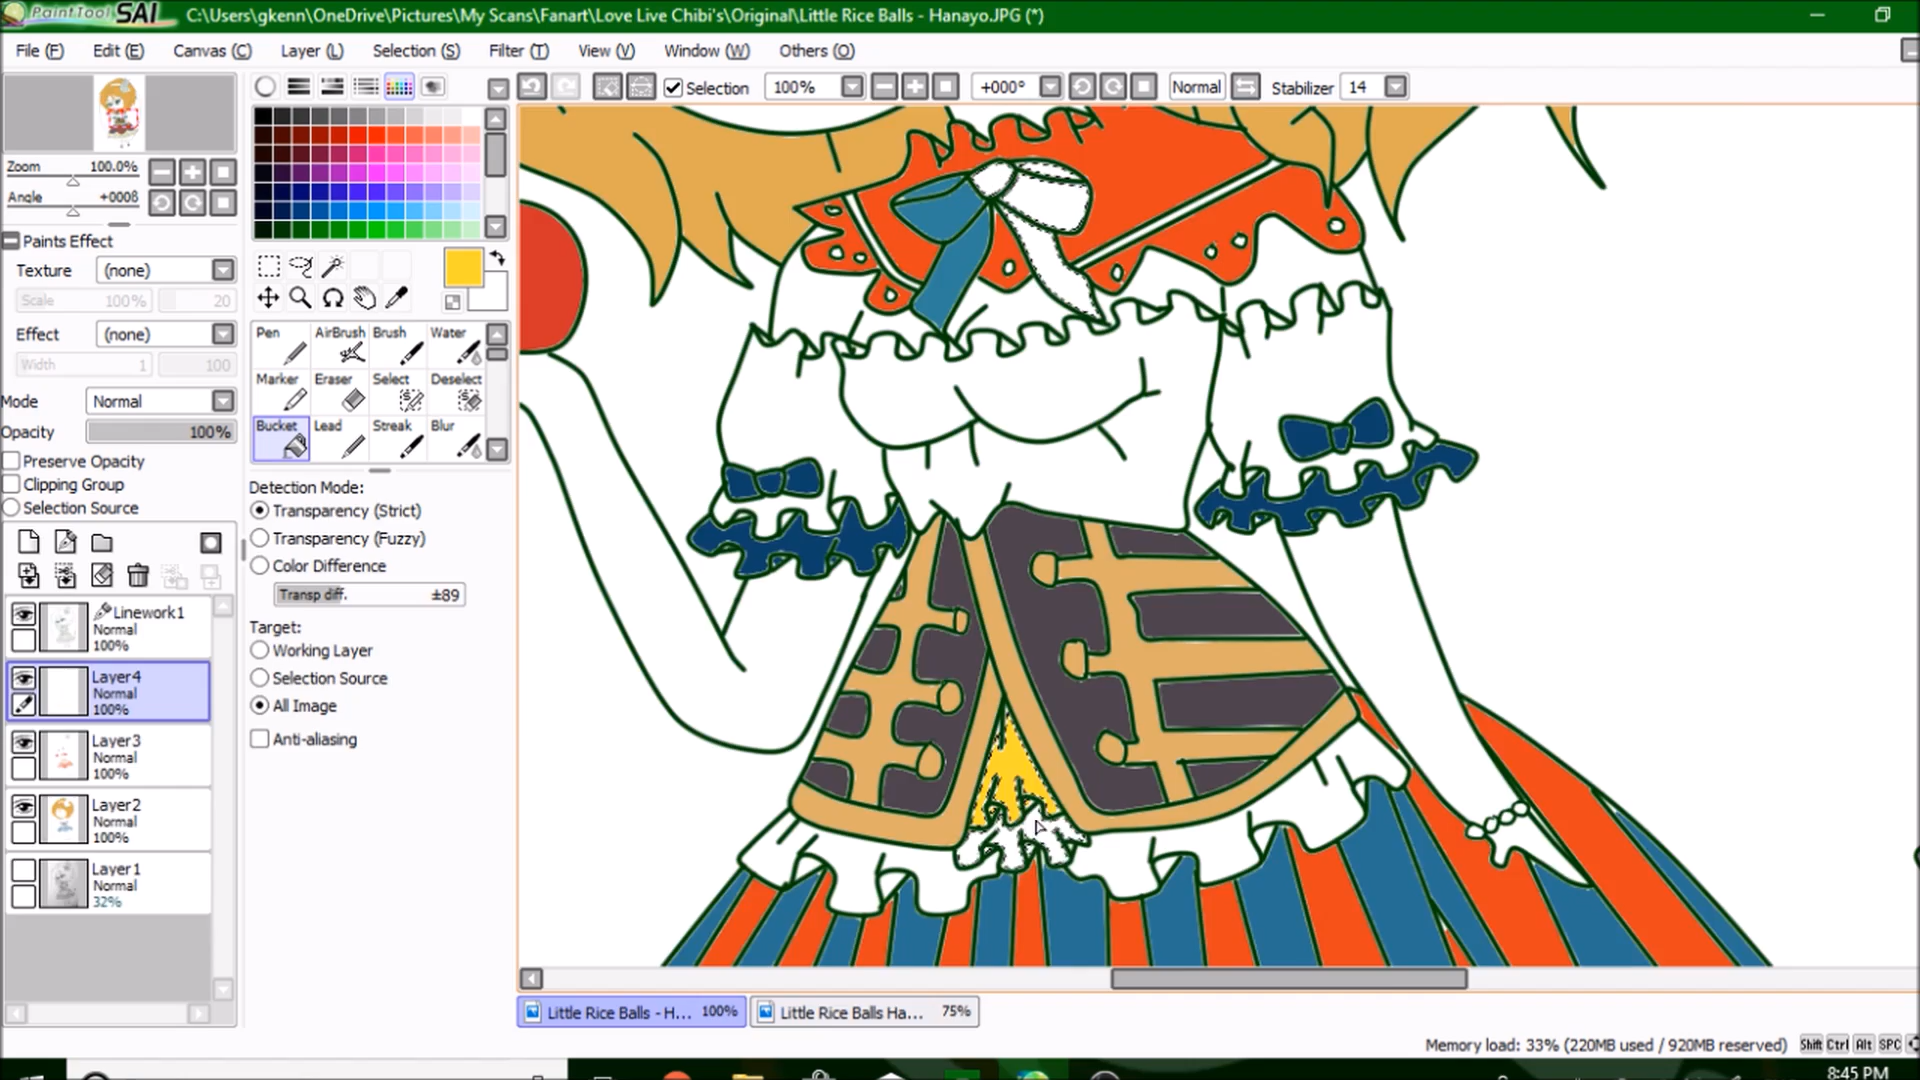 PaintTool SAI C:\Users\gkenn\OneDrive\Pictures\My Scans\Fanart\Love Live Chibi's\Original\Little Rice Balls - Hanayo.JPG (*)
File (F) Edit (E) Canvas (C) Layer (L) Selection (S) Filter (T) View (V) Window (W) Others (O)
Selection 100% +000° Normal Stabilizer 14
Zoom 100.0%
Angle +000ß
Paints Effect
Texture (none)
Scale 100% 20
Effect (none)
Width 1 100
Mode Normal
Opacity 100%
Preserve Opacity
Clipping Group
Selection Source
Linework1
Normal
100%
Layer4
Normal
100%
Layer3
Normal
100%
Layer2
Normal
100%
Layer1
Normal
32%
Pen AirBrush Brush Water
Marker Eraser Select Deselect
Bucket Lead Streak Blur
Detection Mode:
Transparency (Strict)
Transparency (Fuzzy)
Color Difference
Transp diff. ±89
Target:
Working Layer
Selection Source
All Image
Anti-aliasing
Little Rice Balls - H... 100% Little Rice Balls Ha... 75%
Memory load: 33% (220MB used / 920MB reserved) Shift Ctrl Alt SPC
8:45 PM